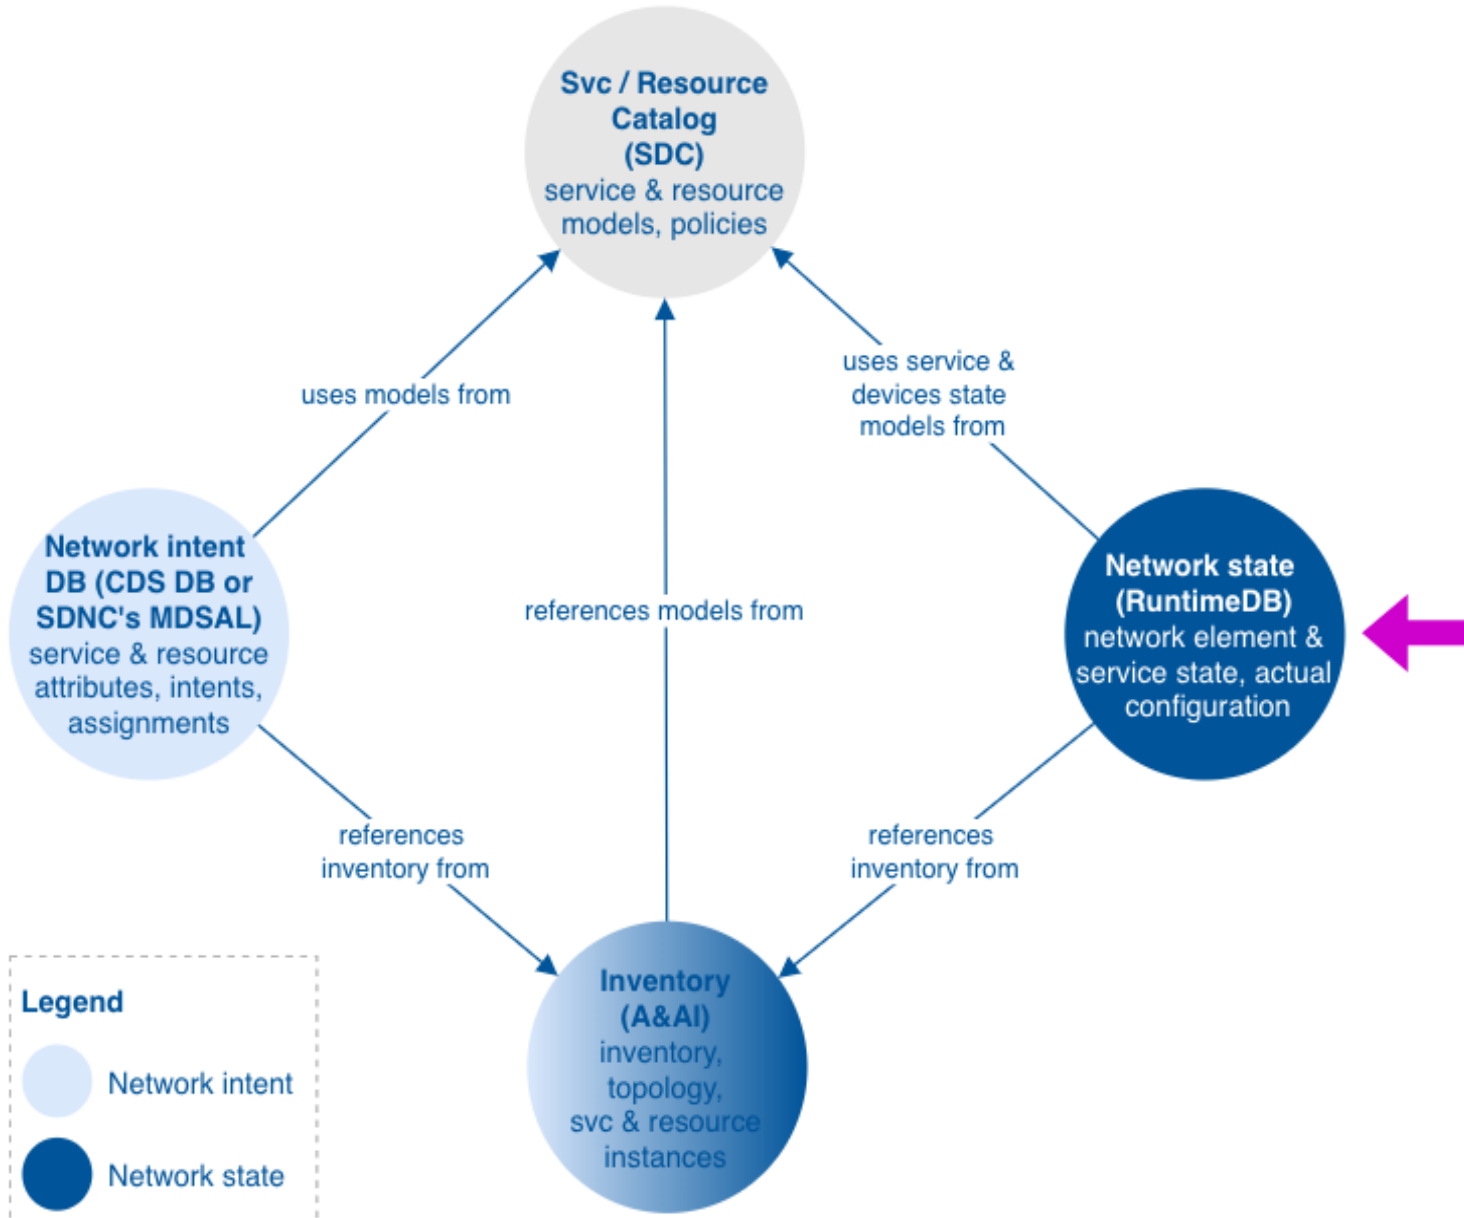 Svc / Resource
Catalog
(SDC)
service & resource
models, policies
uses models from
uses service &
devices state
models from
Network intent
DB (CDS DB or
SDNC's MDSAL)
service & resource
attributes, intents,
assignments
references models from
Network state
(RuntimeDB)
network element &
service state, actual
configuration
references
inventory from
references
inventory from
Inventory
(A&AI)
inventory,
topology,
svc & resource
instances
Legend
Network intent
Network state